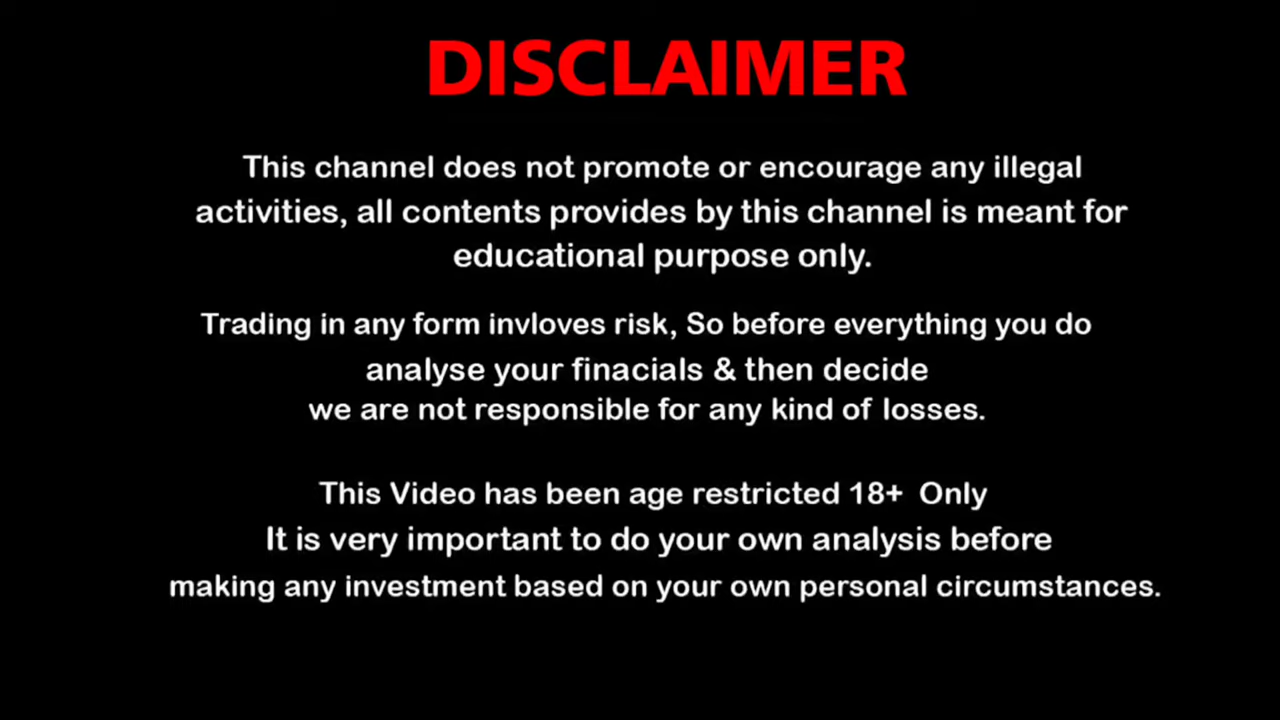 DISCLAIMER
This channel does not promote or encourage any illegal
activities, all contents provides by this channel is meant for
educational purpose only.
Trading in any form invloves risk, So before everything you do
analyse your finacials & then decide
we are not responsible for any kind of losses.
This Video has been age restricted 18+ Only
It is very important to do your own analysis before
making any investment based on your own personal circumstances.